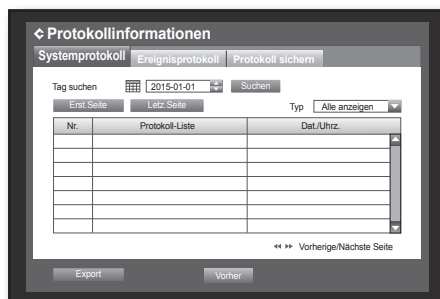 Protokollinformationen
Systemprotokoll Ereignisprotokoll Protokoll sichern
Tag suchen 2015-01-01 Suchen
Erst.Seite Letz.Seite Typ Alle anzeigen
Nr. Protokoll-Liste Dat./Uhrz.
Vorherige/Nächste Seite
Export Vorher